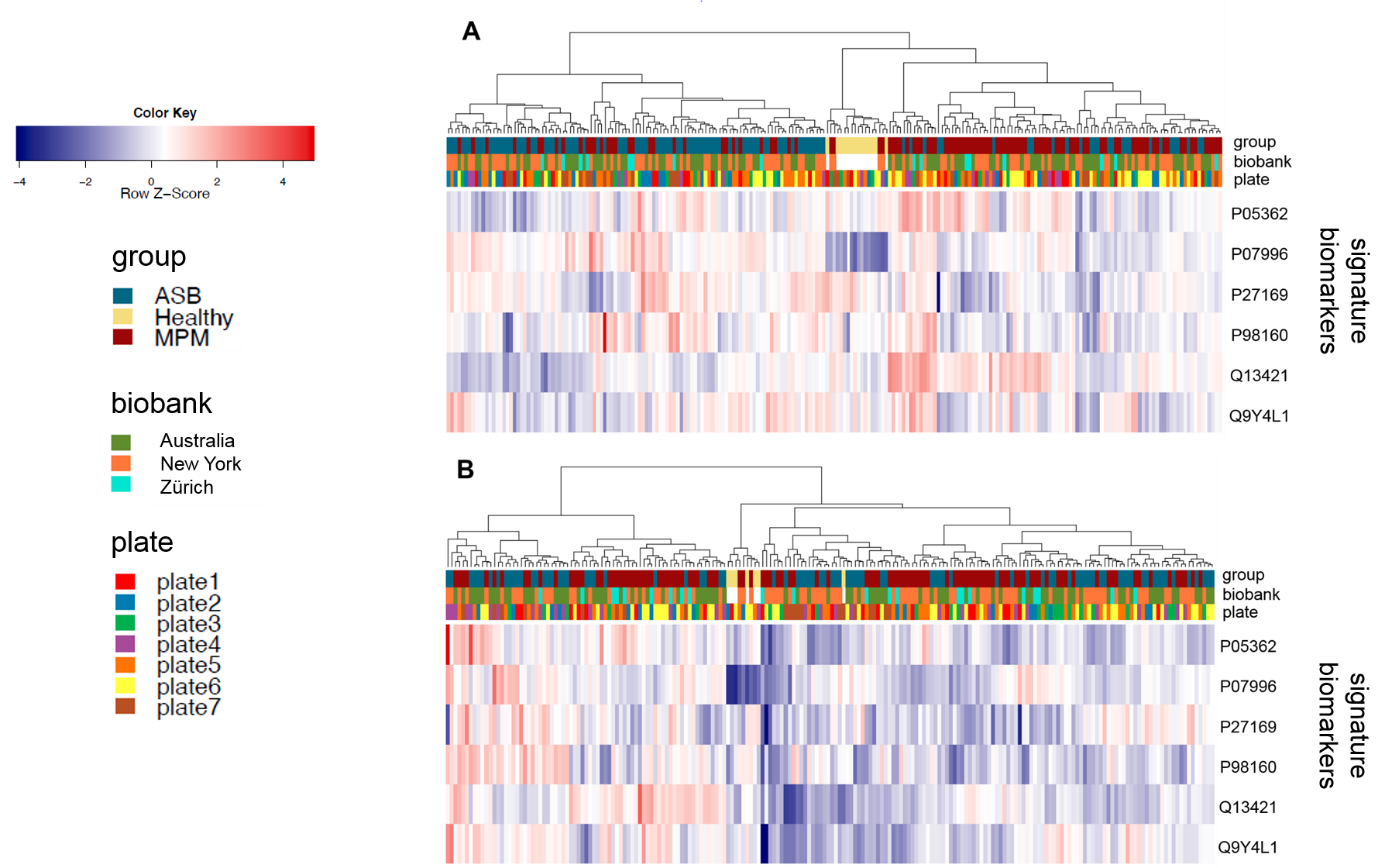 A
Color Key
−4 −2 0 2 4
Row Z−Score
group
ASB
Healthy
MPM
biobank
Australia
New York
Zürich
plate
plate1
plate2
plate3
plate4
plate5
plate6
plate7
group
biobank
plate
P05362
P07996
P27169
P98160
Q13421
Q9Y4L1
signature
biomarkers
B
group
biobank
plate
P05362
P07996
P27169
P98160
Q13421
Q9Y4L1
signature
biomarkers